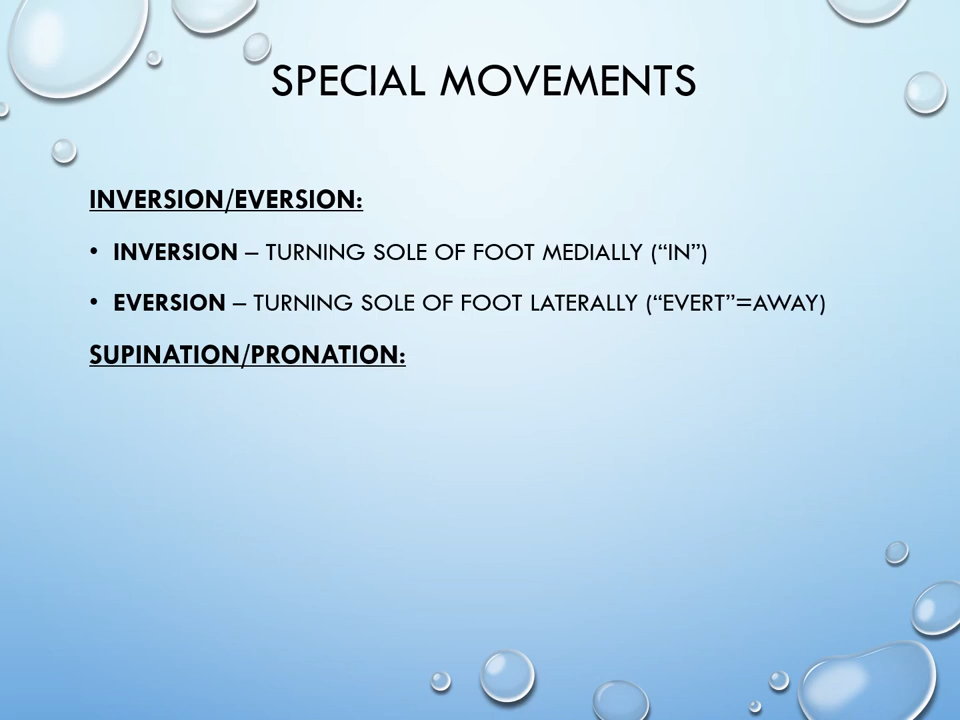 SPECIAL MOVEMENTS
INVERSION/EVERSION:
• INVERSION – TURNING SOLE OF FOOT MEDIALLY (“IN”)
• EVERSION – TURNING SOLE OF FOOT LATERALLY (“EVERT”=AWAY)
SUPINATION/PRONATION: